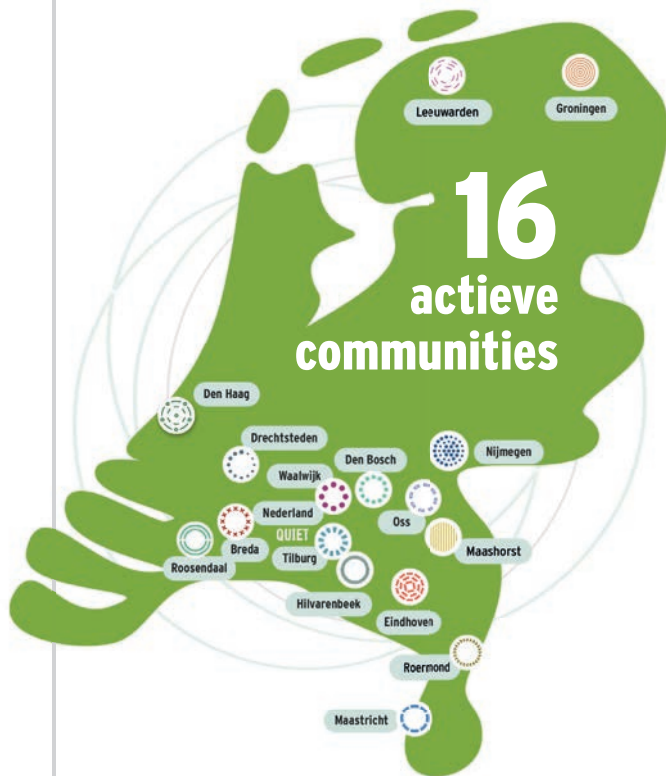 Leeuwarden
Groningen
16
actieve
communities
Den Haag
Drechtsteden
Den Bosch
Nijmegen
Waalwijk
Nederland
Oss
QUIET
Breda
Tilburg
Maashorst
Roosendaal
Hilvarenbeek
Eindhoven
Roermond
Maastricht